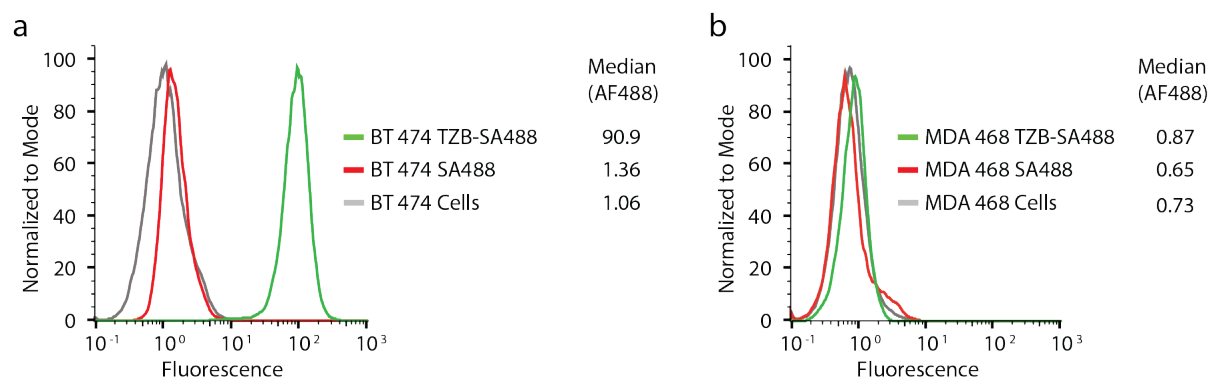 a
Normalized to Mode
100
80
60
40
20
0
10-1
100
101
102
103
Fluorescence
Median
(AF488)
BT 474 TZB-SA488 90.9
BT 474 SA488 1.36
BT 474 Cells 1.06
b
Normalized to Mode
100
80
60
40
20
0
10-1
100
101
102
103
Fluorescence
Median
(AF488)
MDA 468 TZB-SA488 0.87
MDA 468 SA488 0.65
MDA 468 Cells 0.73